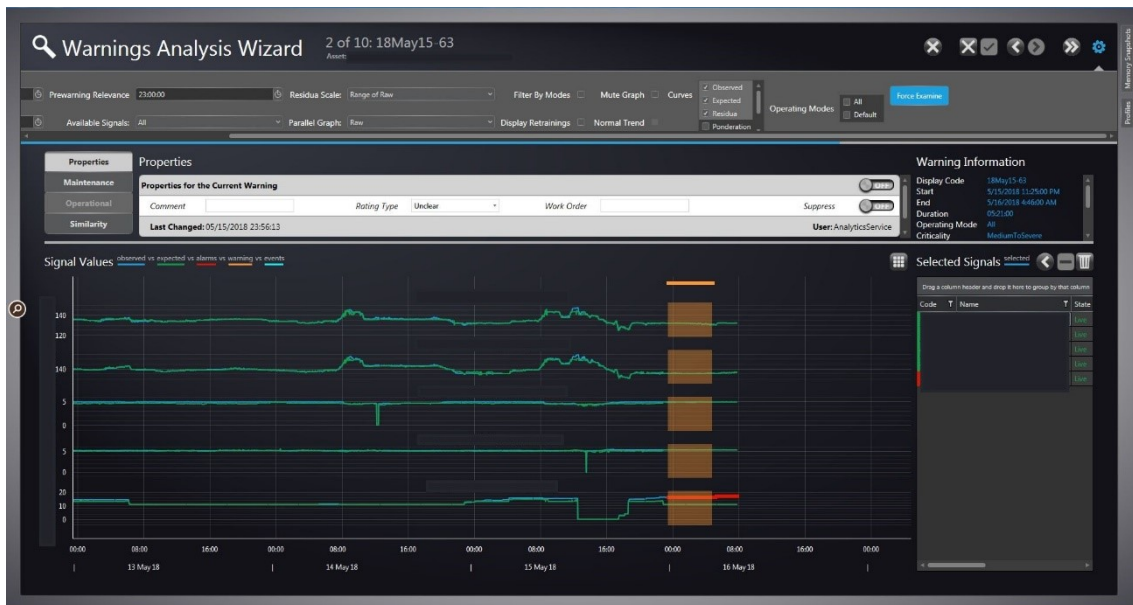 Warnings Analysis Wizard
2 of 10: 18May15-63
Asset:
Memory Snapshots
Profiles
Prewarning Relevance 23:00:00 Residua Scale: Range of Raw Filter By Modes Mute Graph Curves Observed Expected Residua Ponderation Operating Modes All Default Force Examine
Available Signals: All Parallel Graph: Raw Display Retrainings Normal Trend
Properties
Maintenance
Operational
Similarity
Properties
Properties for the Current Warning OFF
Comment Rating Type Unclear Work Order Suppress OFF
Last Changed: 05/15/2018 23:56:13 User: AnalyticsService
Warning Information
Display Code 18May15-63
Start 5/15/2018 11:25:00 PM
End 5/16/2018 4:46:00 AM
Duration 05:21:00
Operating Mode All
Criticality MediumToSevere
Signal Values observed vs expected vs alarms vs warning vs events
Selected Signals selected
Drag a column header and drop it here to group by that column
Code Name State
Live
Live
Live
Live
Live
140
120
140
5
0
5
0
20
10
0
00:00 08:00 16:00 00:00 08:00 16:00 00:00 08:00 16:00 00:00 08:00 16:00 00:00
13 May 18 14 May 18 15 May 18 16 May 18